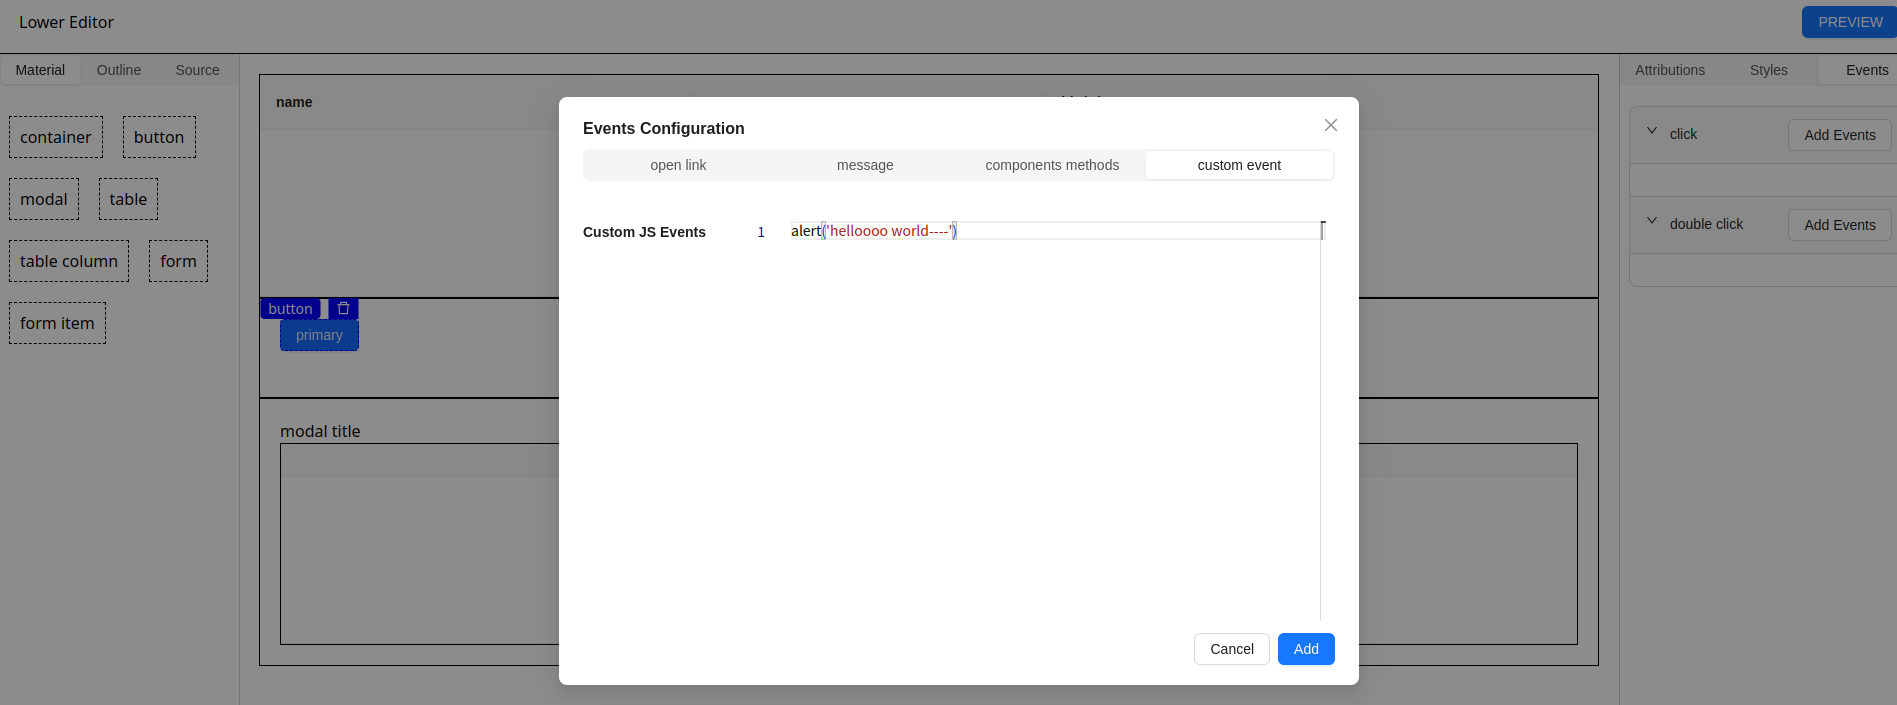 Lower Editor
PREVIEW
Material
Outline
Source
Attributions
Styles
Events
container
button
modal
table
table column
form
form item
name
button
primary
modal title
Events Configuration
open link
message
components methods
custom event
Custom JS Events
1
alert('helloooo world----')
Cancel
Add
click
Add Events
double click
Add Events